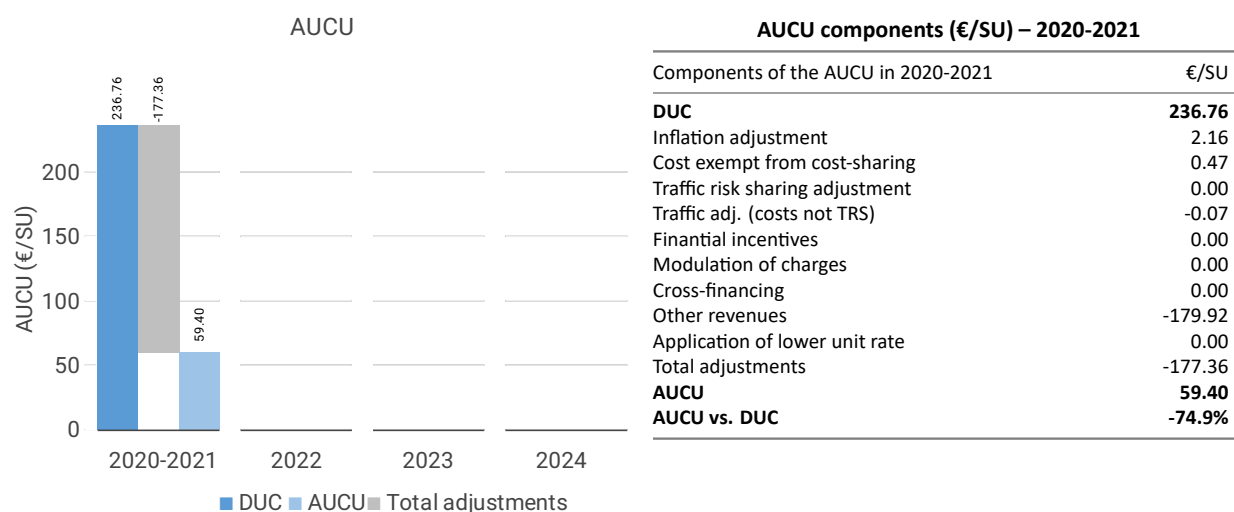 AUCU
AUCU (€/SU)
200
150
100
50
0
236.76
-177.36
59.40
2020-2021
2022
2023
2024
DUC AUCU Total adjustments
AUCU components (€/SU) – 2020-2021
Components of the AUCU in 2020-2021 €/SU
DUC 236.76
Inflation adjustment 2.16
Cost exempt from cost-sharing 0.47
Traffic risk sharing adjustment 0.00
Traffic adj. (costs not TRS) -0.07
Finantial incentives 0.00
Modulation of charges 0.00
Cross-financing 0.00
Other revenues -179.92
Application of lower unit rate 0.00
Total adjustments -177.36
AUCU 59.40
AUCU vs. DUC -74.9%